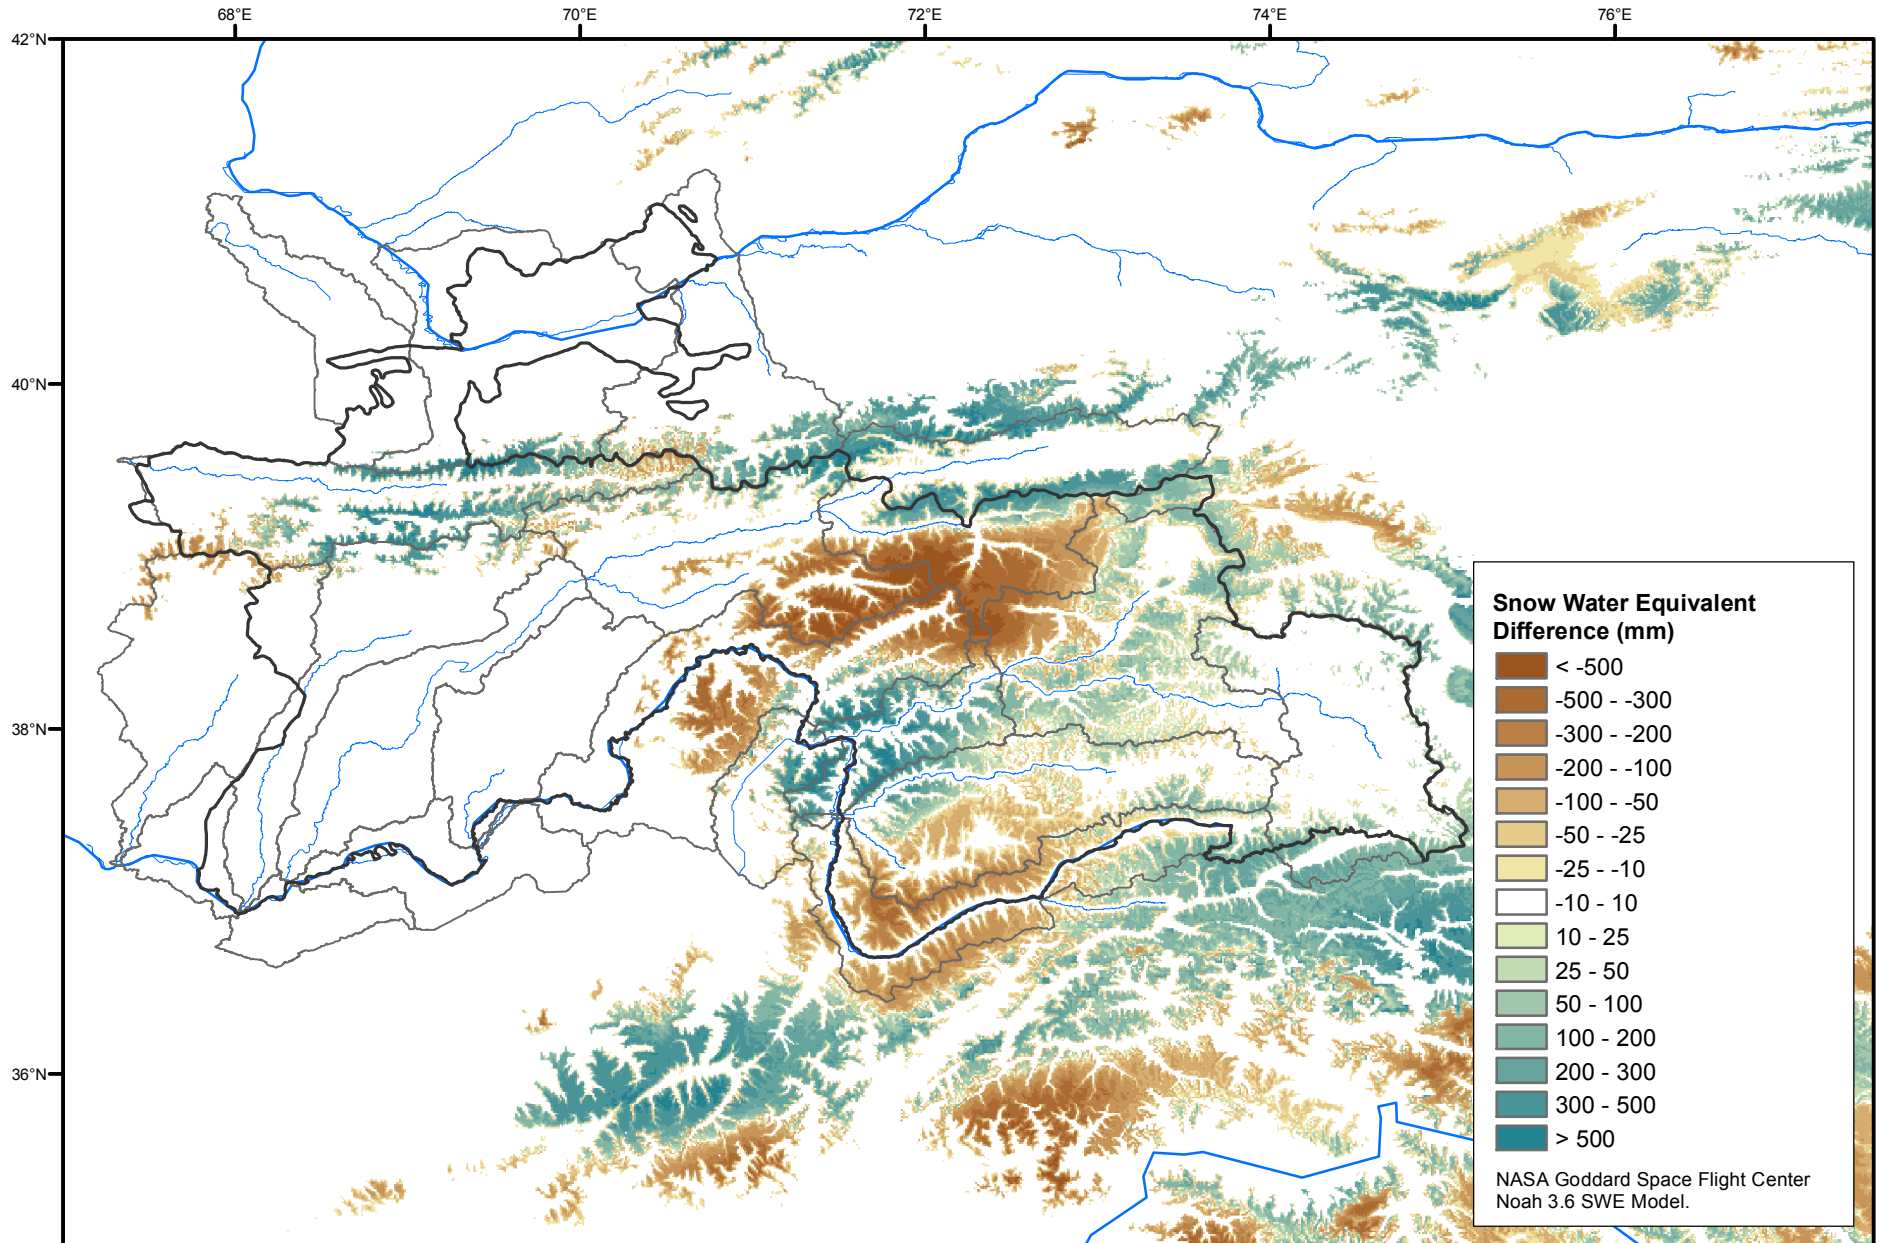 68°E 70°E 72°E 74°E 76°E
42°N
40°N
38°N
36°N
Snow Water Equivalent
Difference (mm)
< -500
-500 - -300
-300 - -200
-200 - -100
-100 - -50
-50 - -25
-25 - -10
-10 - 10
10 - 25
25 - 50
50 - 100
100 - 200
200 - 300
300 - 500
> 500
NASA Goddard Space Flight Center
Noah 3.6 SWE Model.